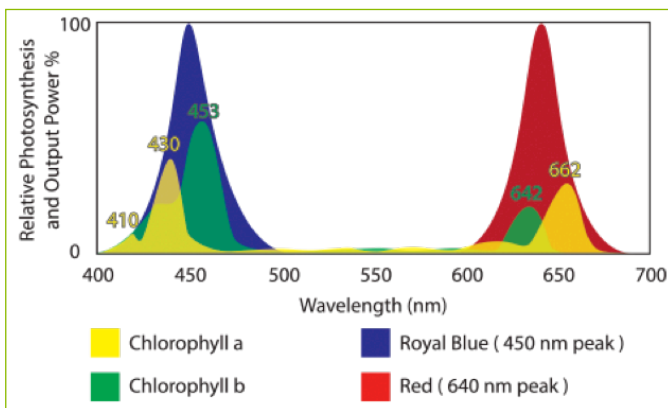 Relative Photosynthesis
and Output Power %
100
0
410
430
453
642
662
400 450 500 550 600 650 700
Wavelength (nm)
Chlorophyll a
Royal Blue ( 450 nm peak )
Chlorophyll b
Red ( 640 nm peak )